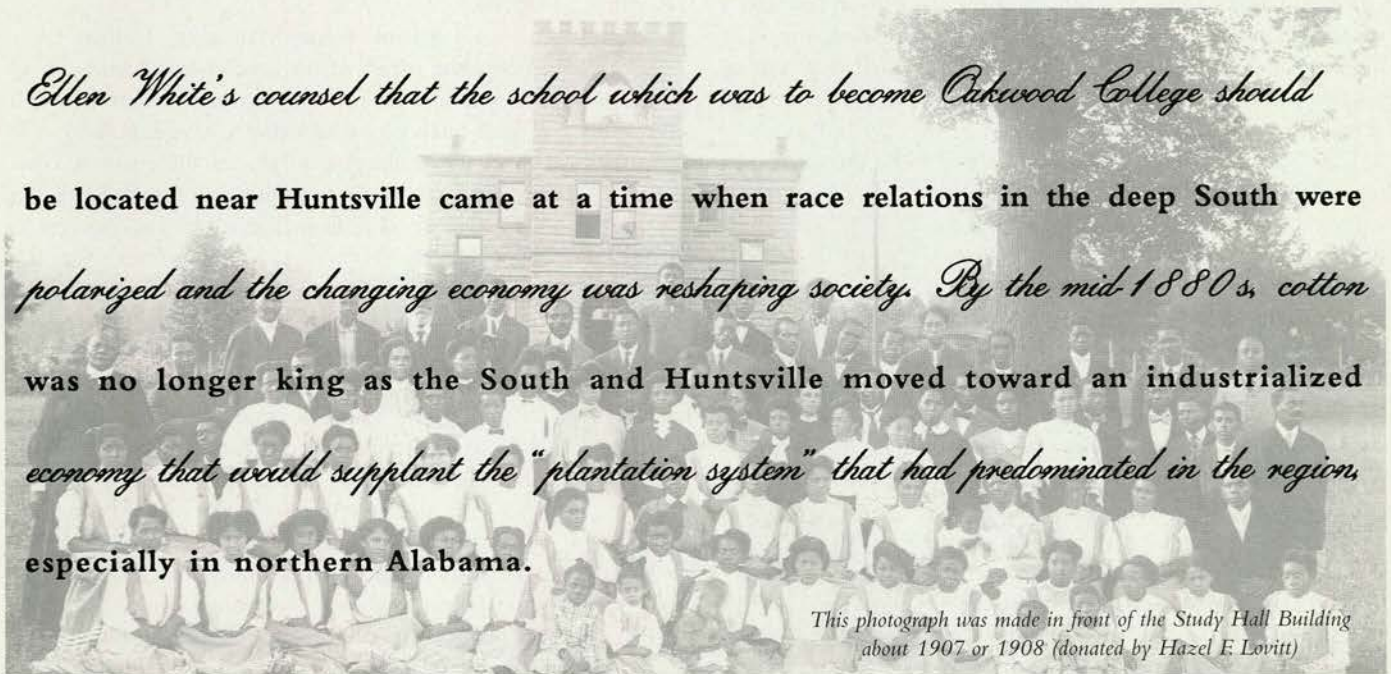 Ellen White's counsel that the school which was to become Oakwood College should
be located near Huntsville came at a time when race relations in the deep South were
polarized and the changing economy was reshaping society. By the mid-1880s, cotton
was no longer king as the South and Huntsville moved toward an industrialized
economy that would supplant the "plantation system" that had predominated in the region,
especially in northern Alabama.
This photograph was made in front of the Study Hall Building
about 1907 or 1908 (donated by Hazel F. Lovitt)